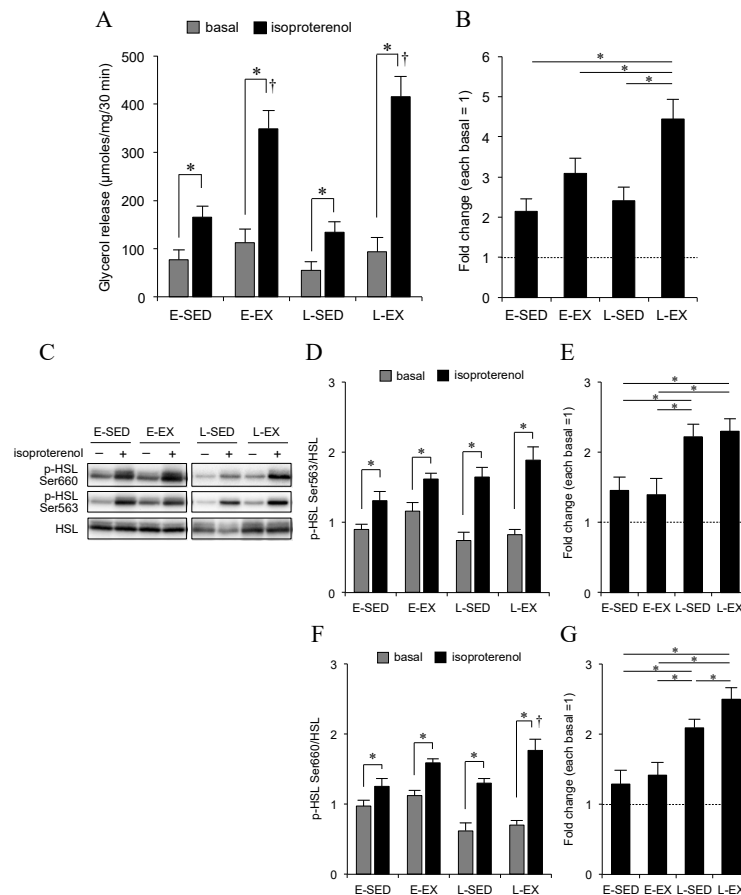 A
basal
isoproterenol
Glycerol release (μmoles/mg/30 min)
500
400
300
200
100
0
*
*
†
*
*
†
E-SED
E-EX
L-SED
L-EX
B
Fold change (each basal = 1)
6
5
4
3
2
1
0
*
*
*
E-SED
E-EX
L-SED
L-EX
C
E-SED E-EX L-SED L-EX
isoproterenol − + − + − + − +
p-HSL
Ser660
p-HSL
Ser563
HSL
D
basal
isoproterenol
p-HSL Ser563/HSL
3
2
1
0
*
*
*
*
E-SED
E-EX
L-SED
L-EX
E
Fold change (each basal =1)
3
2
1
0
*
*
*
*
E-SED
E-EX
L-SED
L-EX
F
basal
isoproterenol
p-HSL Ser660/HSL
3
2
1
0
*
*
*
*
†
E-SED
E-EX
L-SED
L-EX
G
Fold change (each basal =1)
3
2
1
0
*
*
*
*
*
E-SED
E-EX
L-SED
L-EX